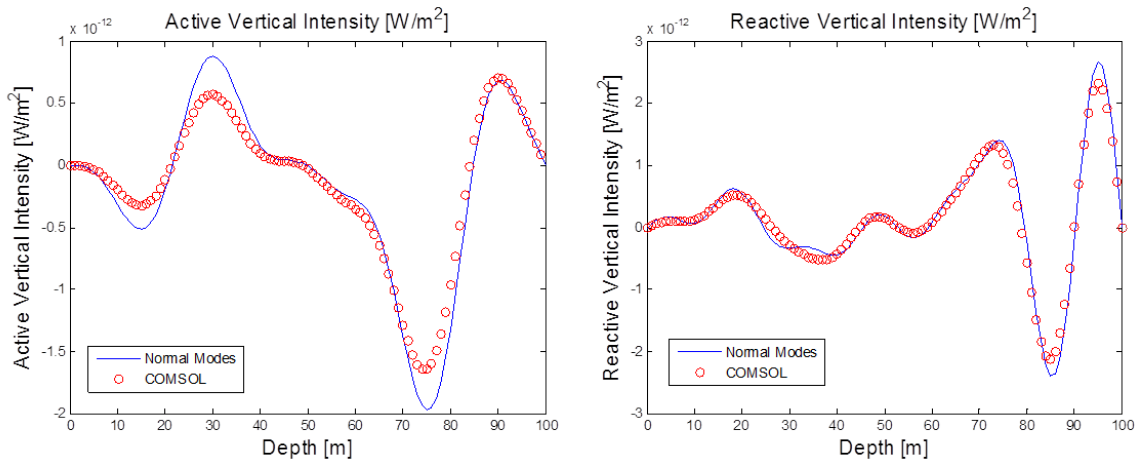 Active Vertical Intensity [W/m²]
x 10⁻¹²
Active Vertical Intensity [W/m²]
1
0.5
0
-0.5
-1
-1.5
-2
Normal Modes
COMSOL
0 10 20 30 40 50 60 70 80 90 100
Depth [m]
Reactive Vertical Intensity [W/m²]
x 10⁻¹²
Reactive Vertical Intensity [W/m²]
3
2
1
0
-1
-2
-3
Normal Modes
COMSOL
0 10 20 30 40 50 60 70 80 90 100
Depth [m]